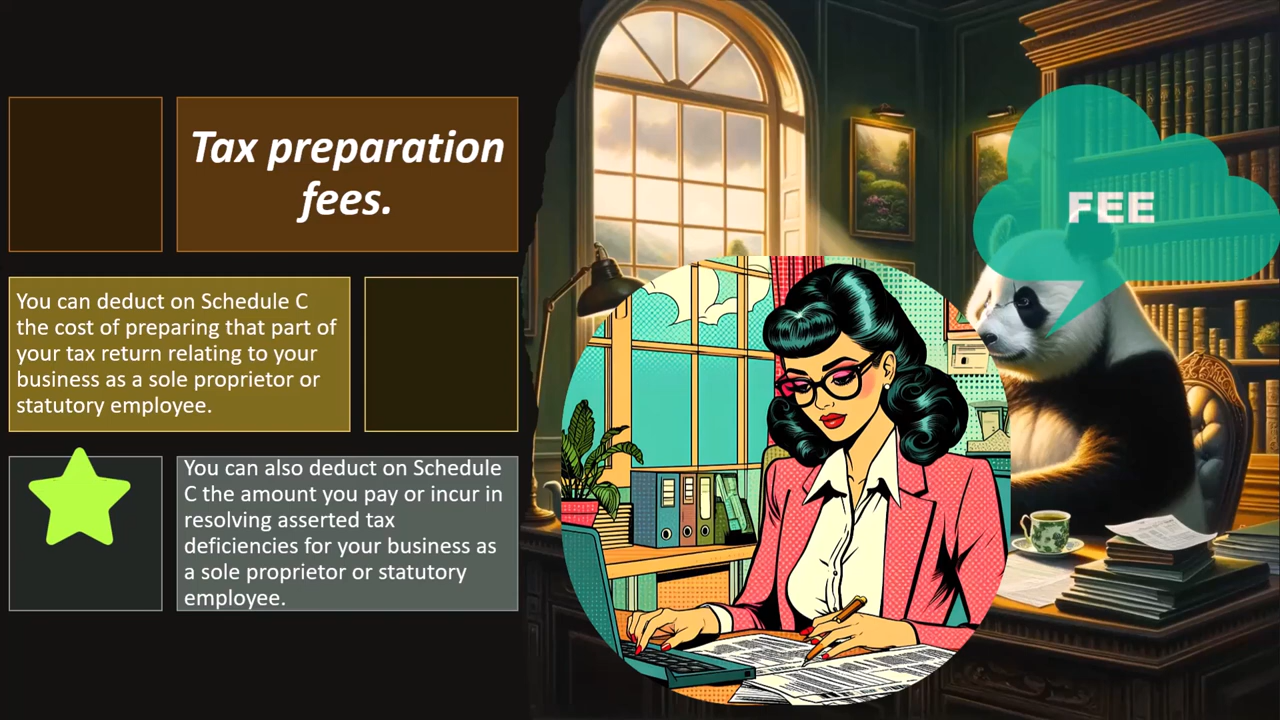 Tax preparation
fees.
You can deduct on Schedule C
the cost of preparing that part of
your tax return relating to your
business as a sole proprietor or
statutory employee.
You can also deduct on Schedule
C the amount you pay or incur in
resolving asserted tax
deficiencies for your business as
a sole proprietor or statutory
employee.
FEE